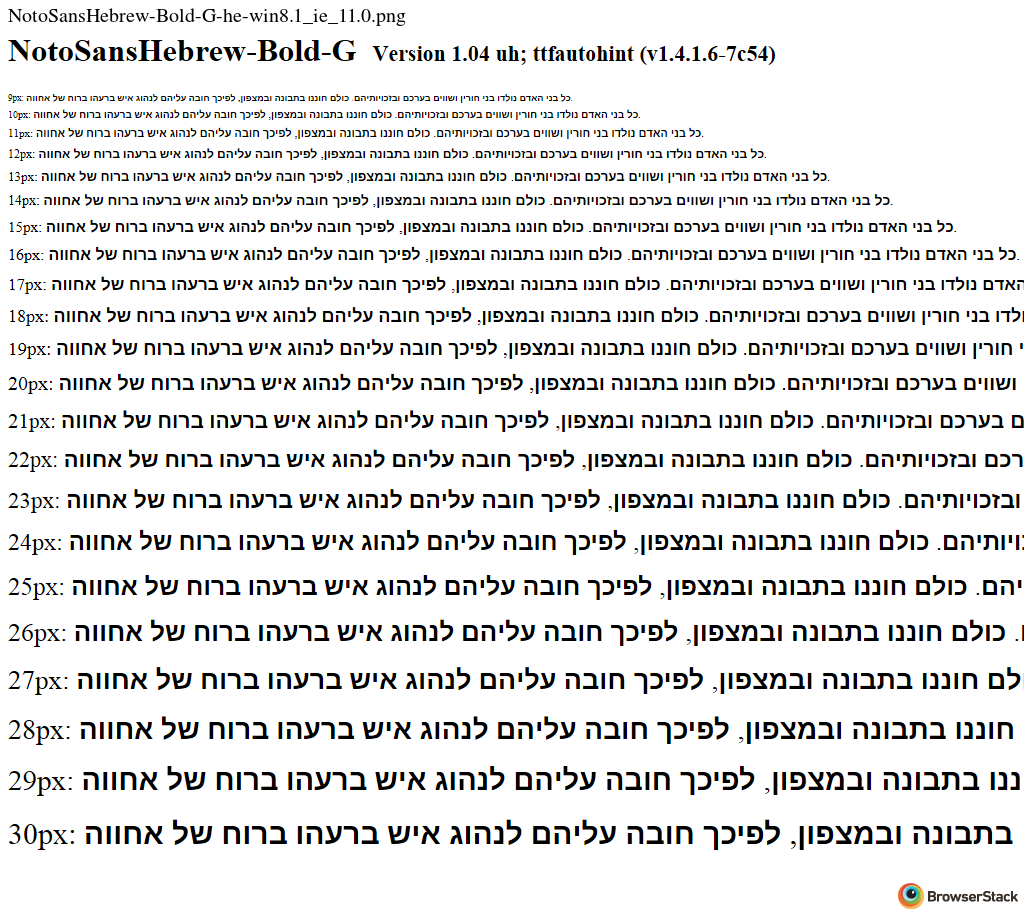 NotoSansHebrew-Bold-G-he-win8.1_ie_11.0.png
NotoSansHebrew-Bold-G Version 1.04 uh; ttfautohint (v1.4.1.6-7c54)
9px: כל בני האדם נולדו בני חורין ושווים בערכם ובזכויותיהם. כולם חוננו בתבונה ובמצפון, לפיכך חובה עליהם לנהוג איש ברעהו ברוח של אחווה.
10px: כל בני האדם נולדו בני חורין ושווים בערכם ובזכויותיהם. כולם חוננו בתבונה ובמצפון, לפיכך חובה עליהם לנהוג איש ברעהו ברוח של אחווה.
11px: כל בני האדם נולדו בני חורין ושווים בערכם ובזכויותיהם. כולם חוננו בתבונה ובמצפון, לפיכך חובה עליהם לנהוג איש ברעהו ברוח של אחווה.
12px: כל בני האדם נולדו בני חורין ושווים בערכם ובזכויותיהם. כולם חוננו בתבונה ובמצפון, לפיכך חובה עליהם לנהוג איש ברעהו ברוח של אחווה.
13px: כל בני האדם נולדו בני חורין ושווים בערכם ובזכויותיהם. כולם חוננו בתבונה ובמצפון, לפיכך חובה עליהם לנהוג איש ברעהו ברוח של אחווה.
14px: כל בני האדם נולדו בני חורין ושווים בערכם ובזכויותיהם. כולם חוננו בתבונה ובמצפון, לפיכך חובה עליהם לנהוג איש ברעהו ברוח של אחווה.
15px: כל בני האדם נולדו בני חורין ושווים בערכם ובזכויותיהם. כולם חוננו בתבונה ובמצפון, לפיכך חובה עליהם לנהוג איש ברעהו ברוח של אחווה.
16px: כל בני האדם נולדו בני חורין ושווים בערכם ובזכויותיהם. כולם חוננו בתבונה ובמצפון, לפיכך חובה עליהם לנהוג איש ברעהו ברוח של אחווה.
17px: האדם נולדו בני חורין ושווים בערכם ובזכויותיהם. כולם חוננו בתבונה ובמצפון, לפיכך חובה עליהם לנהוג איש ברעהו ברוח של אחווה
18px: בני חורין ושווים בערכם ובזכויותיהם. כולם חוננו בתבונה ובמצפון, לפיכך חובה עליהם לנהוג איש ברעהו ברוח של אחווה
19px: חורין ושווים בערכם ובזכויותיהם. כולם חוננו בתבונה ובמצפון, לפיכך חובה עליהם לנהוג איש ברעהו ברוח של אחווה
20px: ושווים בערכם ובזכויותיהם. כולם חוננו בתבונה ובמצפון, לפיכך חובה עליהם לנהוג איש ברעהו ברוח של אחווה
21px: בערכם ובזכויותיהם. כולם חוננו בתבונה ובמצפון, לפיכך חובה עליהם לנהוג איש ברעהו ברוח של אחווה
22px: ובזכויותיהם. כולם חוננו בתבונה ובמצפון, לפיכך חובה עליהם לנהוג איש ברעהו ברוח של אחווה
23px: ובזכויותיהם. כולם חוננו בתבונה ובמצפון, לפיכך חובה עליהם לנהוג איש ברעהו ברוח של אחווה
24px: כולם חוננו בתבונה ובמצפון, לפיכך חובה עליהם לנהוג איש ברעהו ברוח של אחווה
25px: כולם חוננו בתבונה ובמצפון, לפיכך חובה עליהם לנהוג איש ברעהו ברוח של אחווה
26px: כולם חוננו בתבונה ובמצפון, לפיכך חובה עליהם לנהוג איש ברעהו ברוח של אחווה
27px: חוננו בתבונה ובמצפון, לפיכך חובה עליהם לנהוג איש ברעהו ברוח של אחווה
28px: חוננו בתבונה ובמצפון, לפיכך חובה עליהם לנהוג איש ברעהו ברוח של אחווה
29px: בתבונה ובמצפון, לפיכך חובה עליהם לנהוג איש ברעהו ברוח של אחווה
30px: בתבונה ובמצפון, לפיכך חובה עליהם לנהוג איש ברעהו ברוח של אחווה
BrowserStack